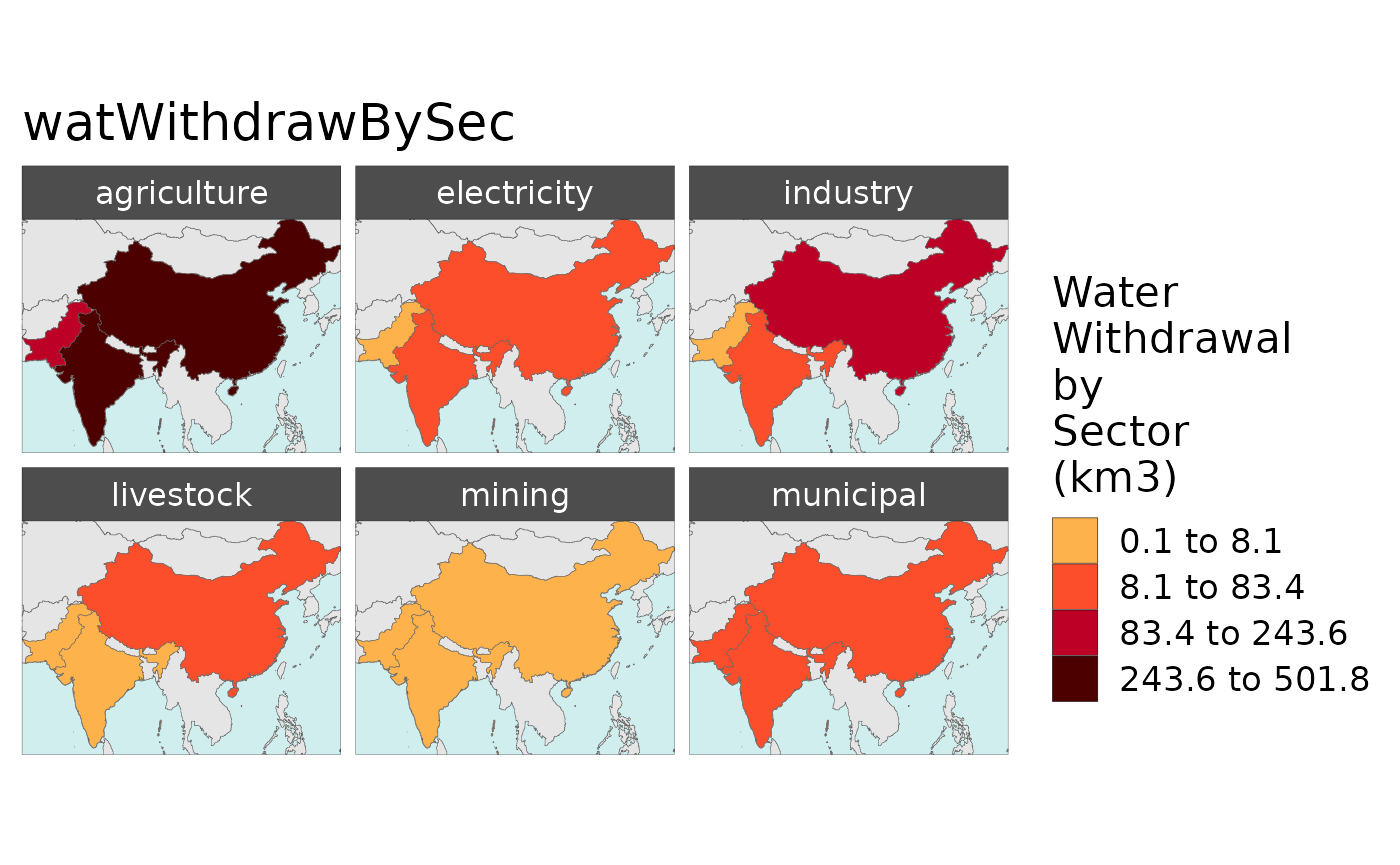 watWithdrawBySec
agriculture
electricity
industry
livestock
mining
municipal
Water
Withdrawal
by
Sector
(km3)
0.1 to 8.1
8.1 to 83.4
83.4 to 243.6
243.6 to 501.8